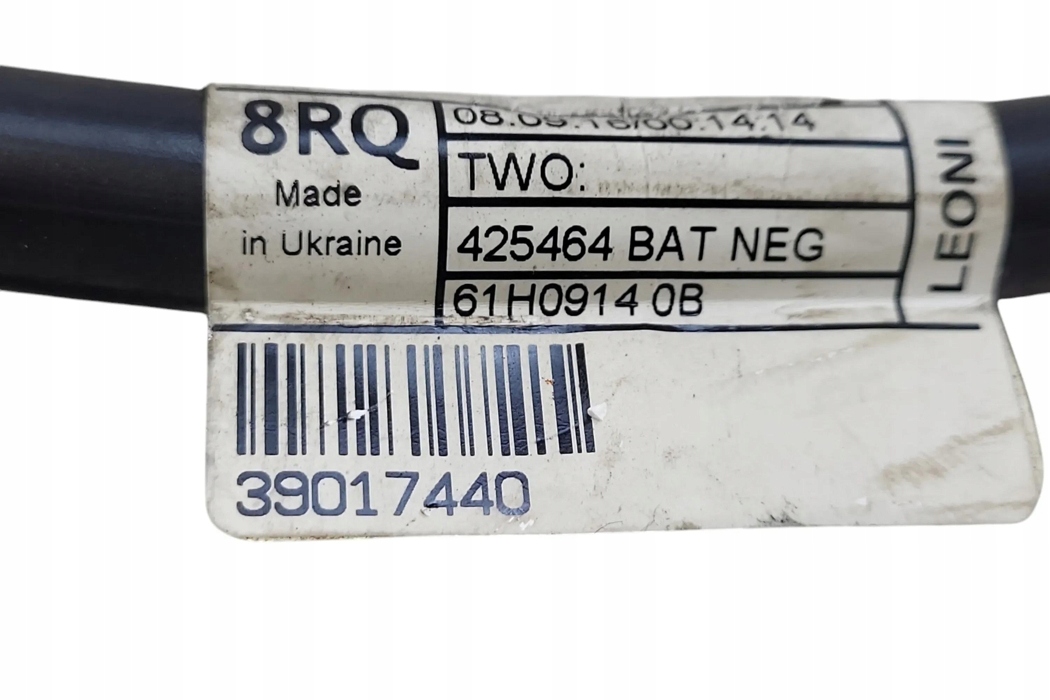 8RQ
Made
in Ukraine
TWO:
425464 BAT NEG
61H0914 0B
LEONI
39017440